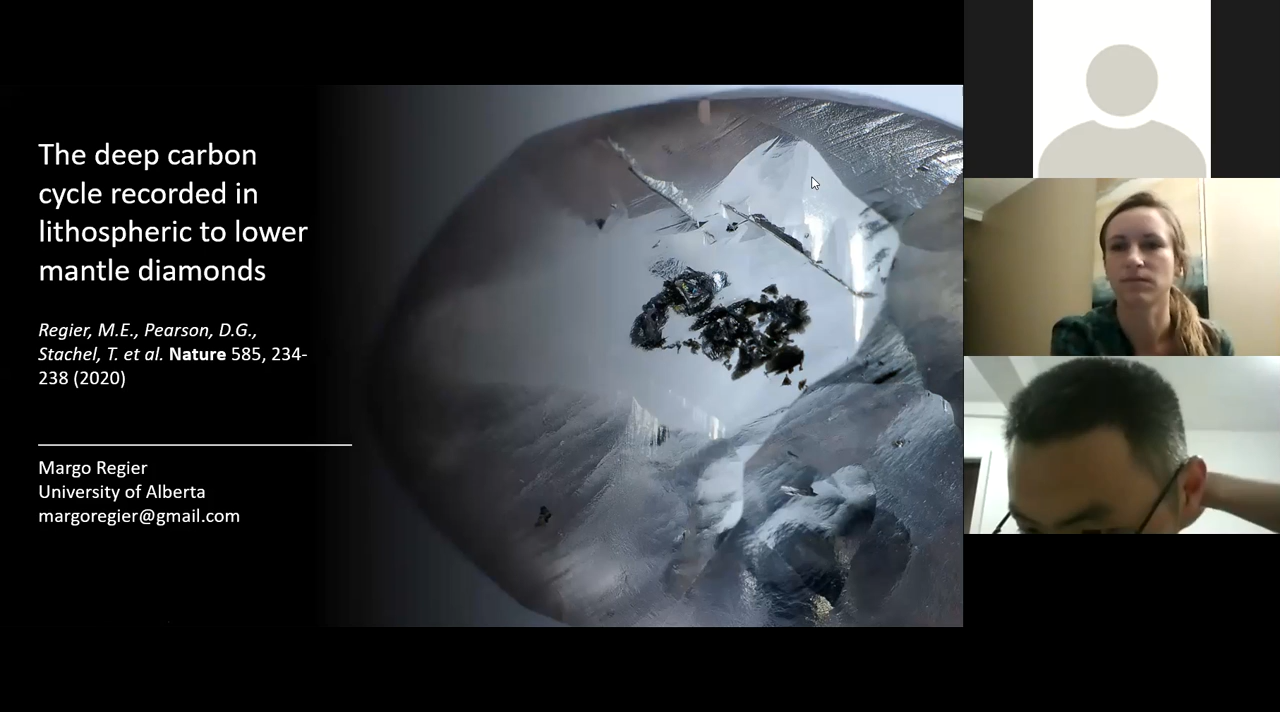 The deep carbon
cycle recorded in
lithospheric to lower
mantle diamonds
Regier, M.E., Pearson, D.G.,
Stachel, T. et al. Nature 585, 234-
238 (2020)
Margo Regier
University of Alberta
margoregier@gmail.com